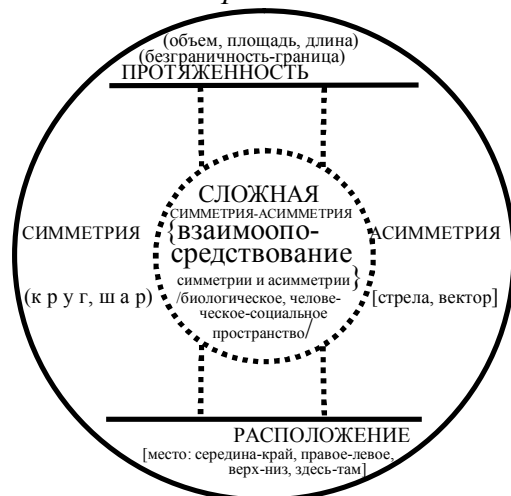 (объем, площадь, длина)
(безграничность-граница)
ПРОТЯЖЕННОСТЬ
СЛОЖНАЯ
СИММЕТРИЯ-АСИММЕТРИЯ
СИММЕТРИЯ
{взаимоопо-
средствование
АСИММЕТРИЯ
симметрии и асимметрии}
(к р у г, ш а р)
/биологическое, челове-
ческое-социальное
пространство/
[стрела, вектор]
РАСПОЛОЖЕНИЕ
[место: середина-край, правое-левое,
верх-низ, здесь-там]